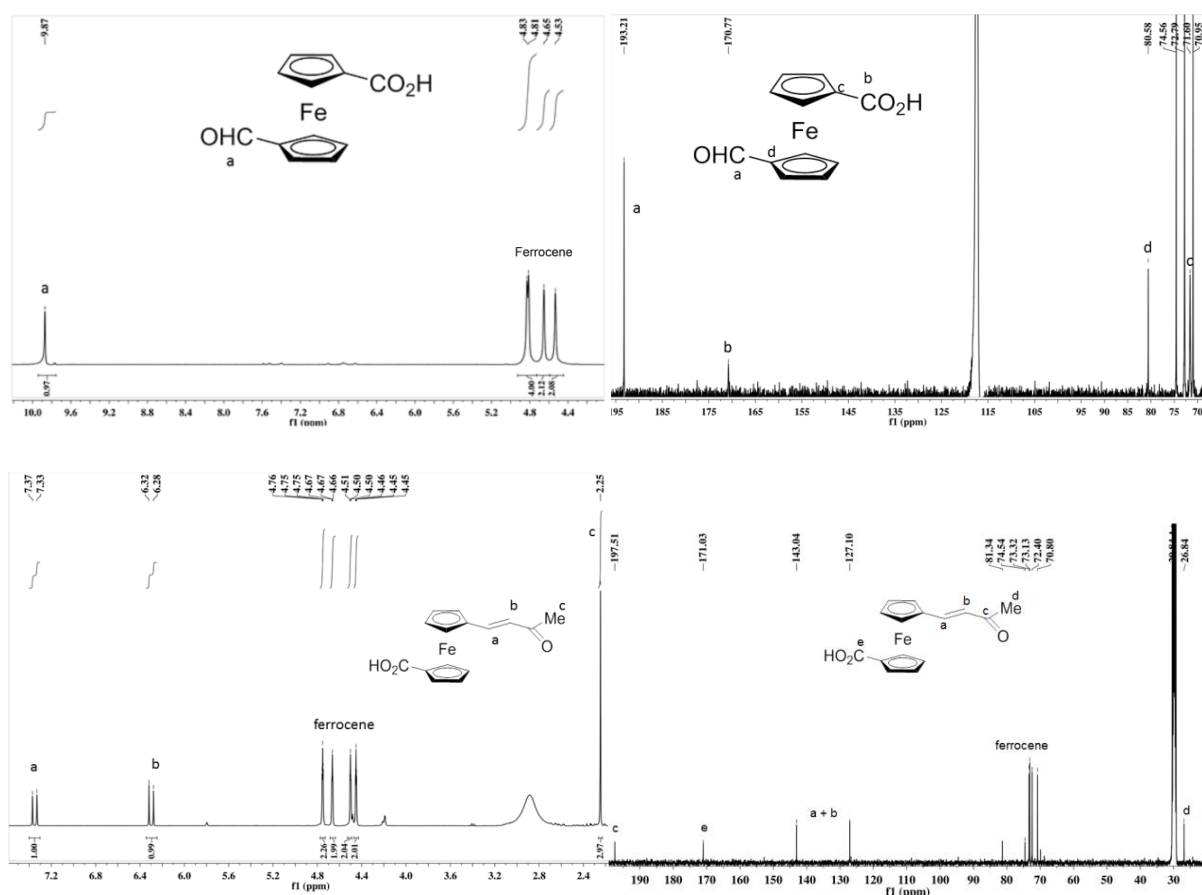 9.87
4.83
4.81
4.65
4.53
CO₂H
Fe
OHC
a
Ferrocene
a
0.97
4.00
2.12
2.08
10.0 9.6 9.2 8.8 8.4 8.0 7.6 7.2 6.8 6.4 6.0 5.6 5.2 4.8 4.4
f1 (ppm)
193.21
170.77
80.58
74.56
72.79
71.60
70.95
b
c
CO₂H
Fe
OHC
a
d
a
b
d
c
195 185 175 165 155 145 135 125 115 105 95 90 85 80 75 70
f1 (ppm)
7.37
7.33
6.32
6.28
4.76
4.75
4.75
4.67
4.67
4.66
4.51
4.50
4.50
4.46
4.45
4.45
2.25
c
b
c
Me
a
O
Fe
HO₂C
ferrocene
a
b
1.00
0.99
2.26
1.99
2.04
2.01
2.97
7.2 6.8 6.4 6.0 5.6 5.2 4.8 4.4 4.0 3.6 3.2 2.8 2.4 2.0
f1 (ppm)
197.51
171.03
143.04
127.10
81.34
74.54
73.32
73.13
72.40
70.80
26.84
b
d
Me
a
c
O
e
Fe
HO₂C
ferrocene
c
e
a + b
d
190 180 170 160 150 140 130 120 110 100 90 80 70 60 50 40 30
f1 (ppm)